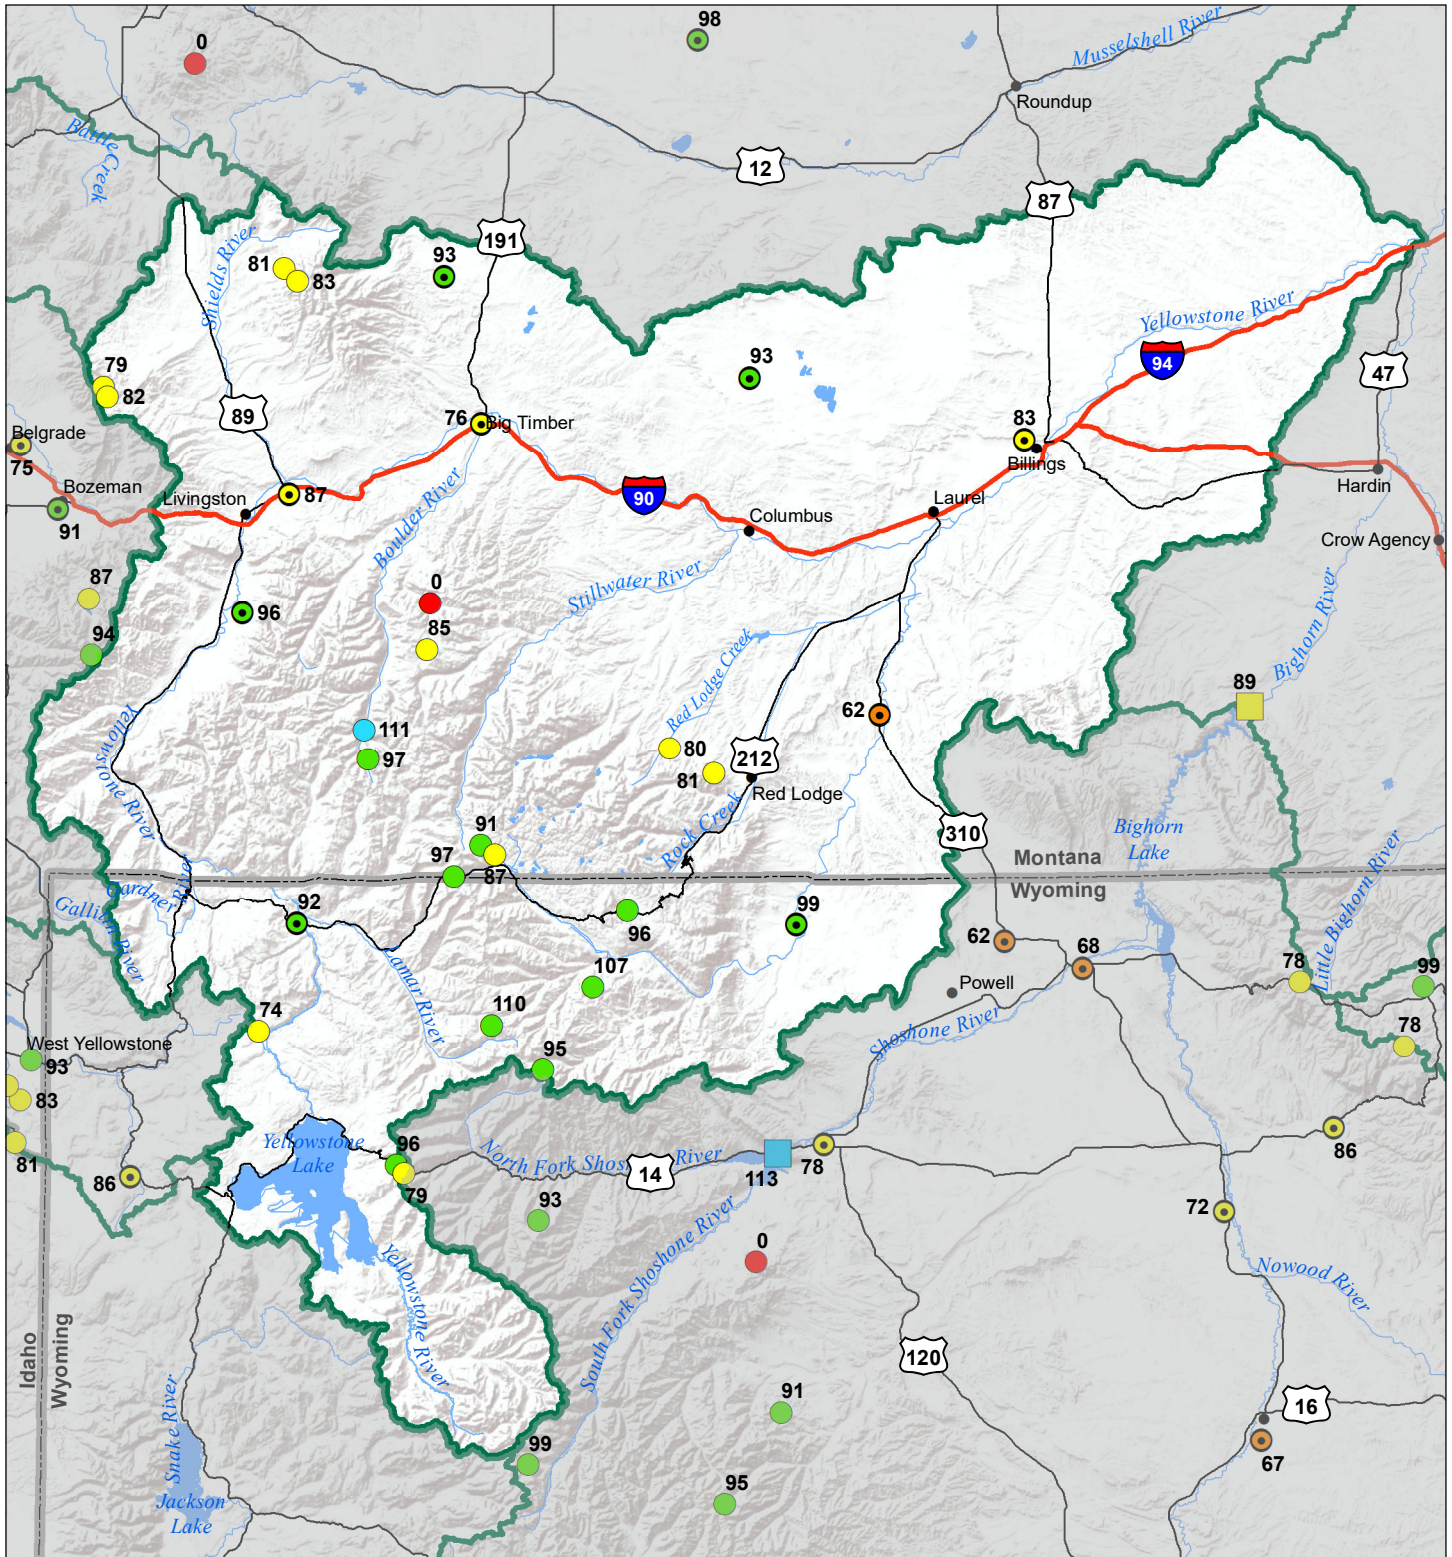 0
98
Musselshell River
Roundup
Battle
Creek
12
87
191
Shields River
81
83
93
Yellowstone River
94
47
79
82
89
93
76
Big Timber
83
Billings
Belgrade
75
Bozeman
91
Livingston
87
90
Laurel
Columbus
Hardin
Crow Agency
Boulder River
Stillwater River
87
94
96
0
85
Red Lodge Creek
Bighorn River
89
62
111
97
80
81
212
Red Lodge
Yellowstone River
Rock Creek
310
Bighorn
Lake
91
97
87
Montana
Wyoming
Gardner River
Gallatin River
92
96
99
Little Bighorn River
62
68
78
99
Lamar River
107
110
Powell
74
95
Shoshone River
78
West Yellowstone
93
83
81
86
Yellowstone
Lake
96
79
North Fork Shoshone River
14
113
78
86
72
93
0
South Fork Shoshone River
Yellowstone River
Nowood River
Idaho
Wyoming
120
91
16
67
99
95
Snake River
Jackson
Lake